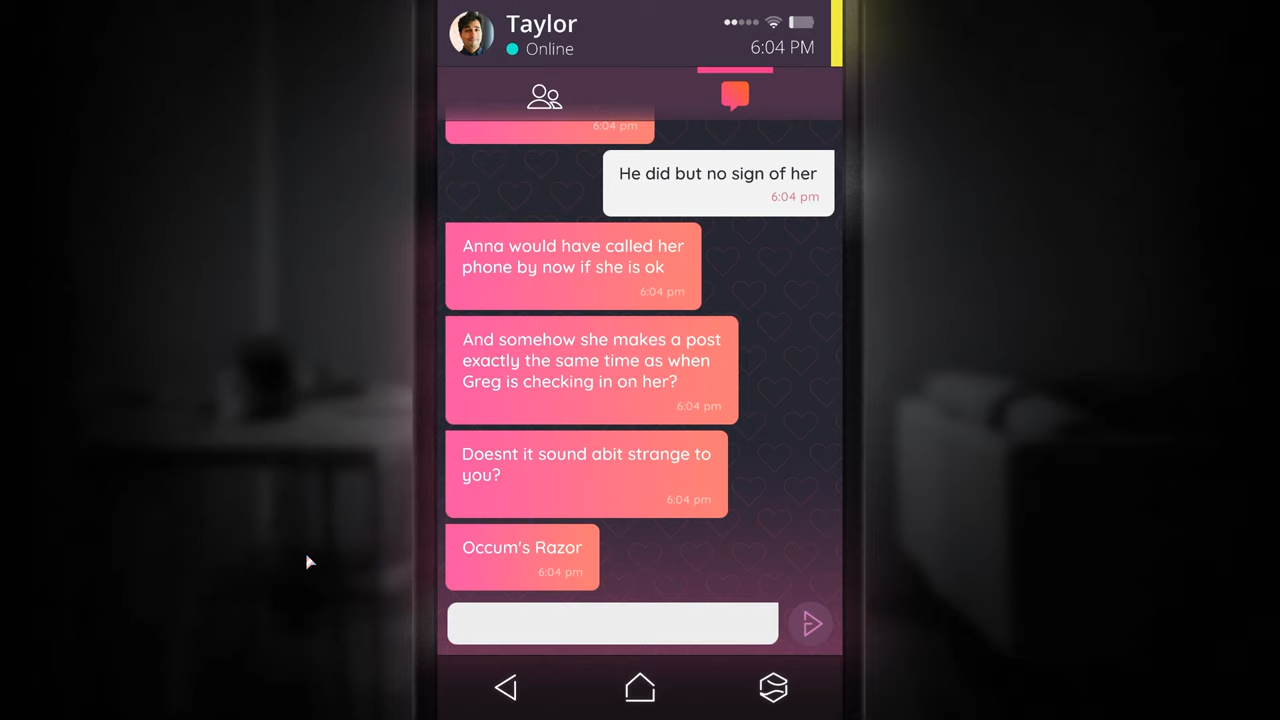 Taylor
Online
6:04 PM
6:04 pm
He did but no sign of her
6:04 pm
Anna would have called her
phone by now if she is ok
6:04 pm
And somehow she makes a post
exactly the same time as when
Greg is checking in on her?
6:04 pm
Doesnt it sound abit strange to
you?
6:04 pm
Occum's Razor
6:04 pm